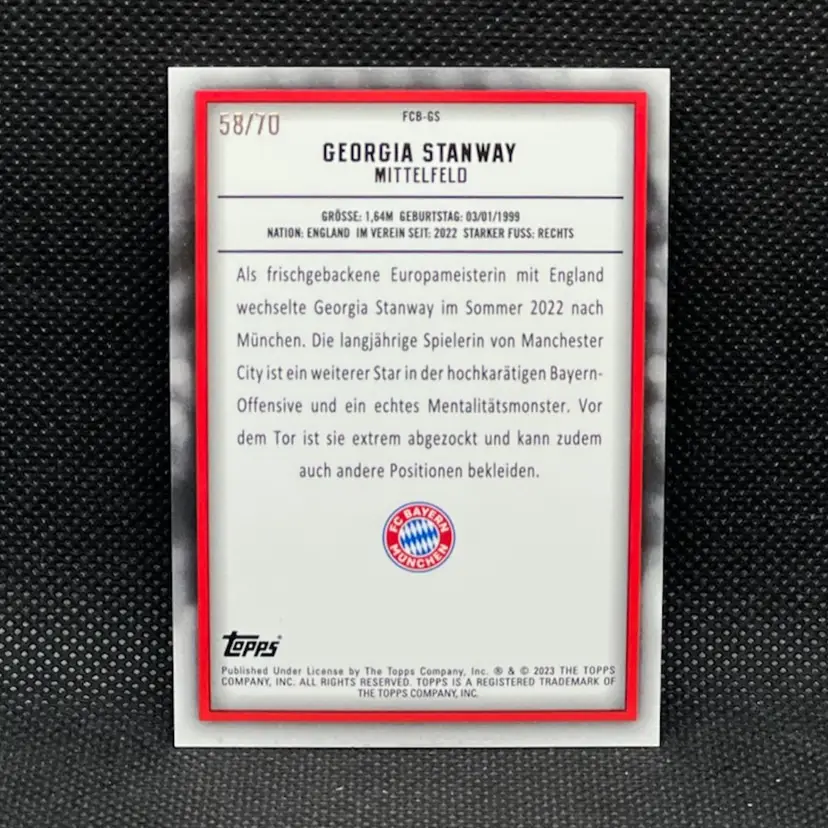 58/70
FCB-GS
GEORGIA STANWAY
MITTELFELD
GRÖSSE: 1,64M GEBURTSTAG: 03/01/1999
NATION: ENGLAND IM VEREIN SEIT: 2022 STARKER FUSS: RECHTS
Als frischgebackene Europameisterin mit England
wechselte Georgia Stanway im Sommer 2022 nach
München. Die langjährige Spielerin von Manchester
City ist ein weiterer Star in der hochkarätigen Bayern-
Offensive und ein echtes Mentalitätsmonster. Vor
dem Tor ist sie extrem abgezockt und kann zudem
auch andere Positionen bekleiden.
FC BAYERN
MÜNCHEN
Topps®
Published Under License by The Topps Company, Inc. ® & © 2023 THE TOPPS
COMPANY, INC. ALL RIGHTS RESERVED. TOPPS IS A REGISTERED TRADEMARK OF
THE TOPPS COMPANY, INC.